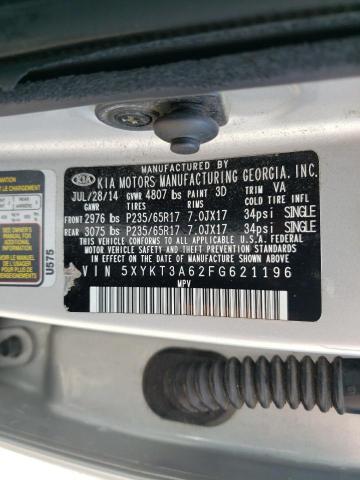 MANUFACTURED BY
KIA KIA MOTORS MANUFACTURING GEORGIA, INC.
JUL/28/14 GVWR 4807 lbs PAINT 3D TRIM VA
GAWR TIRES RIMS COLD TIRE INFL
FRONT 2976 lbs P235/65R17 7.0JX17 34psi SINGLE
REAR 3075 lbs P235/65R17 7.0JX17 34psi SINGLE
THIS VEHICLE CONFORMS TO ALL APPLICABLE U.S.A. FEDERAL
MOTOR VEHICLE SAFETY AND THEFT PREVENTION STANDARDS IN
EFFECT ON THE DATE OF MANUFACTURE SHOWN ABOVE.
VIN 5XYKT3A62FG621196
MPV
LE CHARGEMENT
REAR
U575